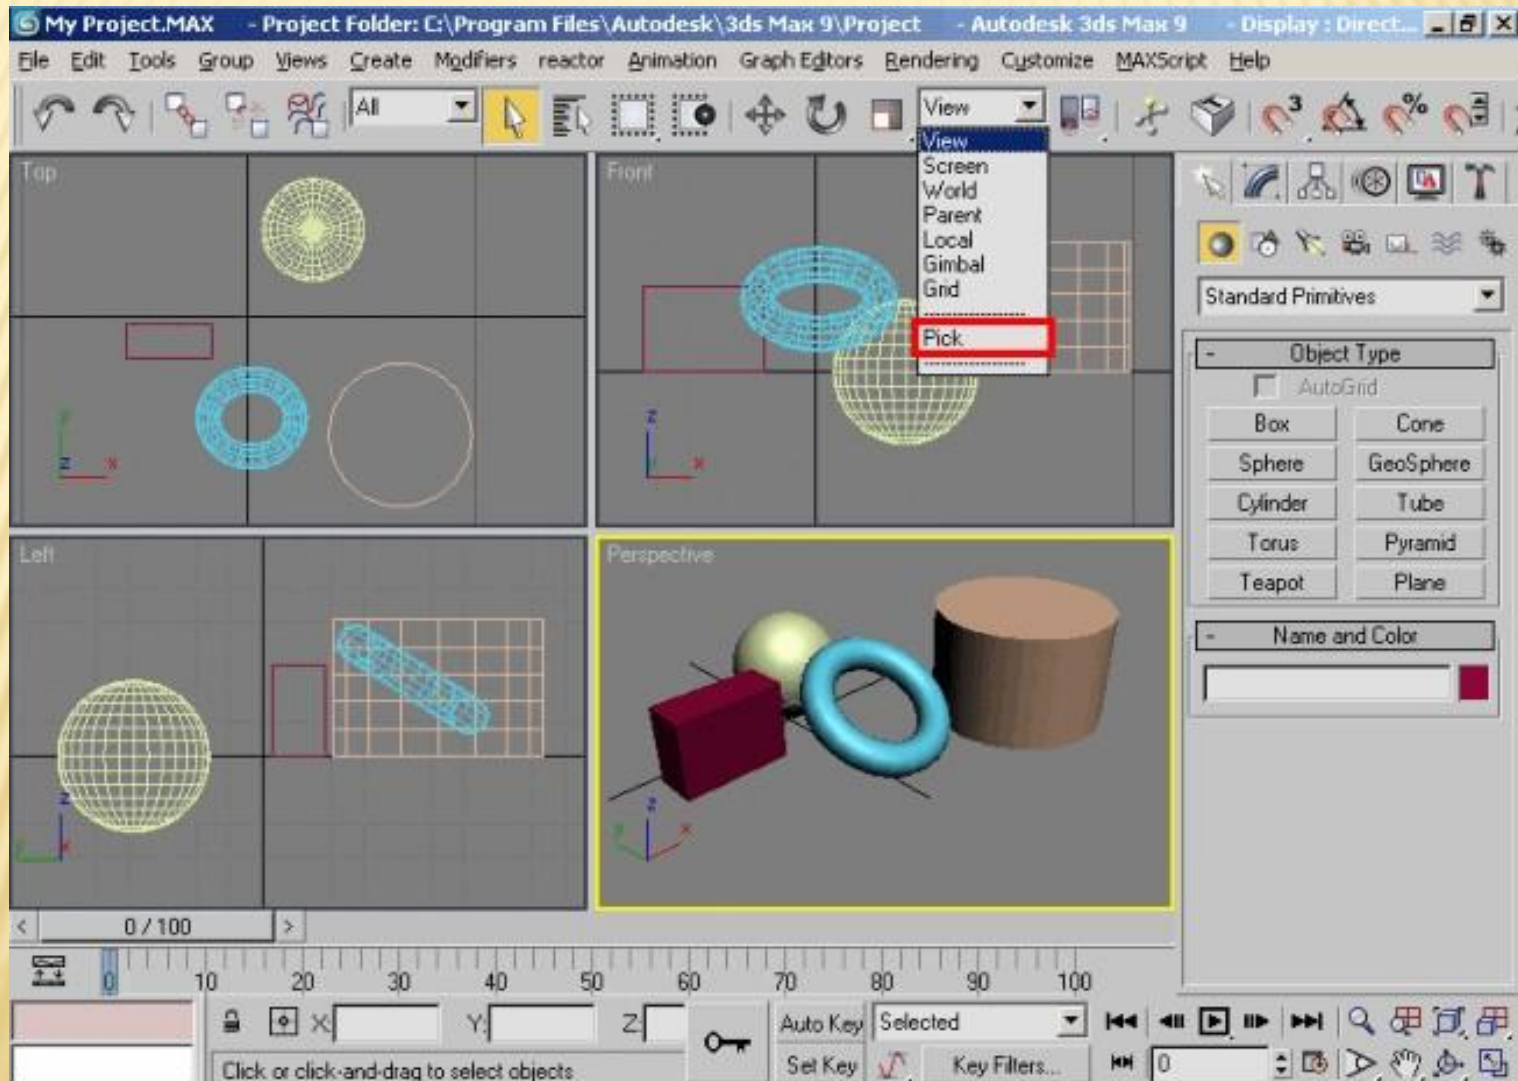 My Project.MAX - Project Folder: C:\Program Files\Autodesk\3ds Max 9\Project - Autodesk 3ds Max 9 - Display : Direct...
File Edit Tools Group Views Create Modifiers reactor Animation Graph Editors Rendering Customize MAXScript Help
All View 3 %
View
Screen
World
Parent
Local
Gimbal
Grid
Pick
Top
Front
y
z x
z
x
Standard Primitives
- Object Type
AutoGrid
Box Cone
Sphere GeoSphere
Cylinder Tube
Torus Pyramid
Teapot Plane
- Name and Color
Left
Perspective
z
y x
z
y x
< 0 / 100 >
0 10 20 30 40 50 60 70 80 90 100
X: Y: Z: Auto Key Selected
Click or click-and-drag to select objects Set Key Key Filters... 0